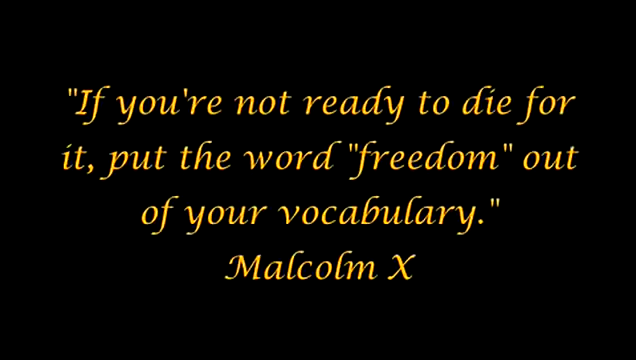 "If you're not ready to die for
it, put the word "freedom" out
of your vocabulary."
Malcolm X